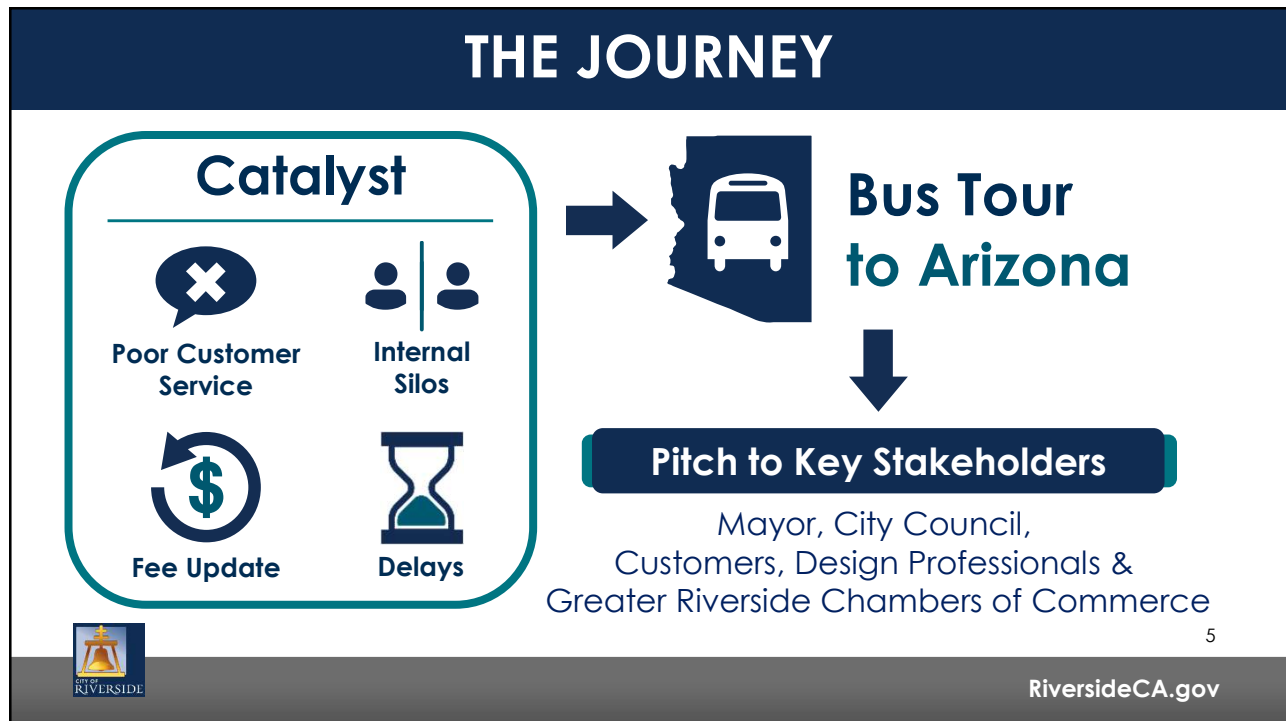 THE JOURNEY
Catalyst
Poor Customer
Service
Internal
Silos
$
Fee Update
Delays
Bus Tour
to Arizona
Pitch to Key Stakeholders
Mayor, City Council,
Customers, Design Professionals &
Greater Riverside Chambers of Commerce
5
CITY OF
RIVERSIDE
RiversideCA.gov